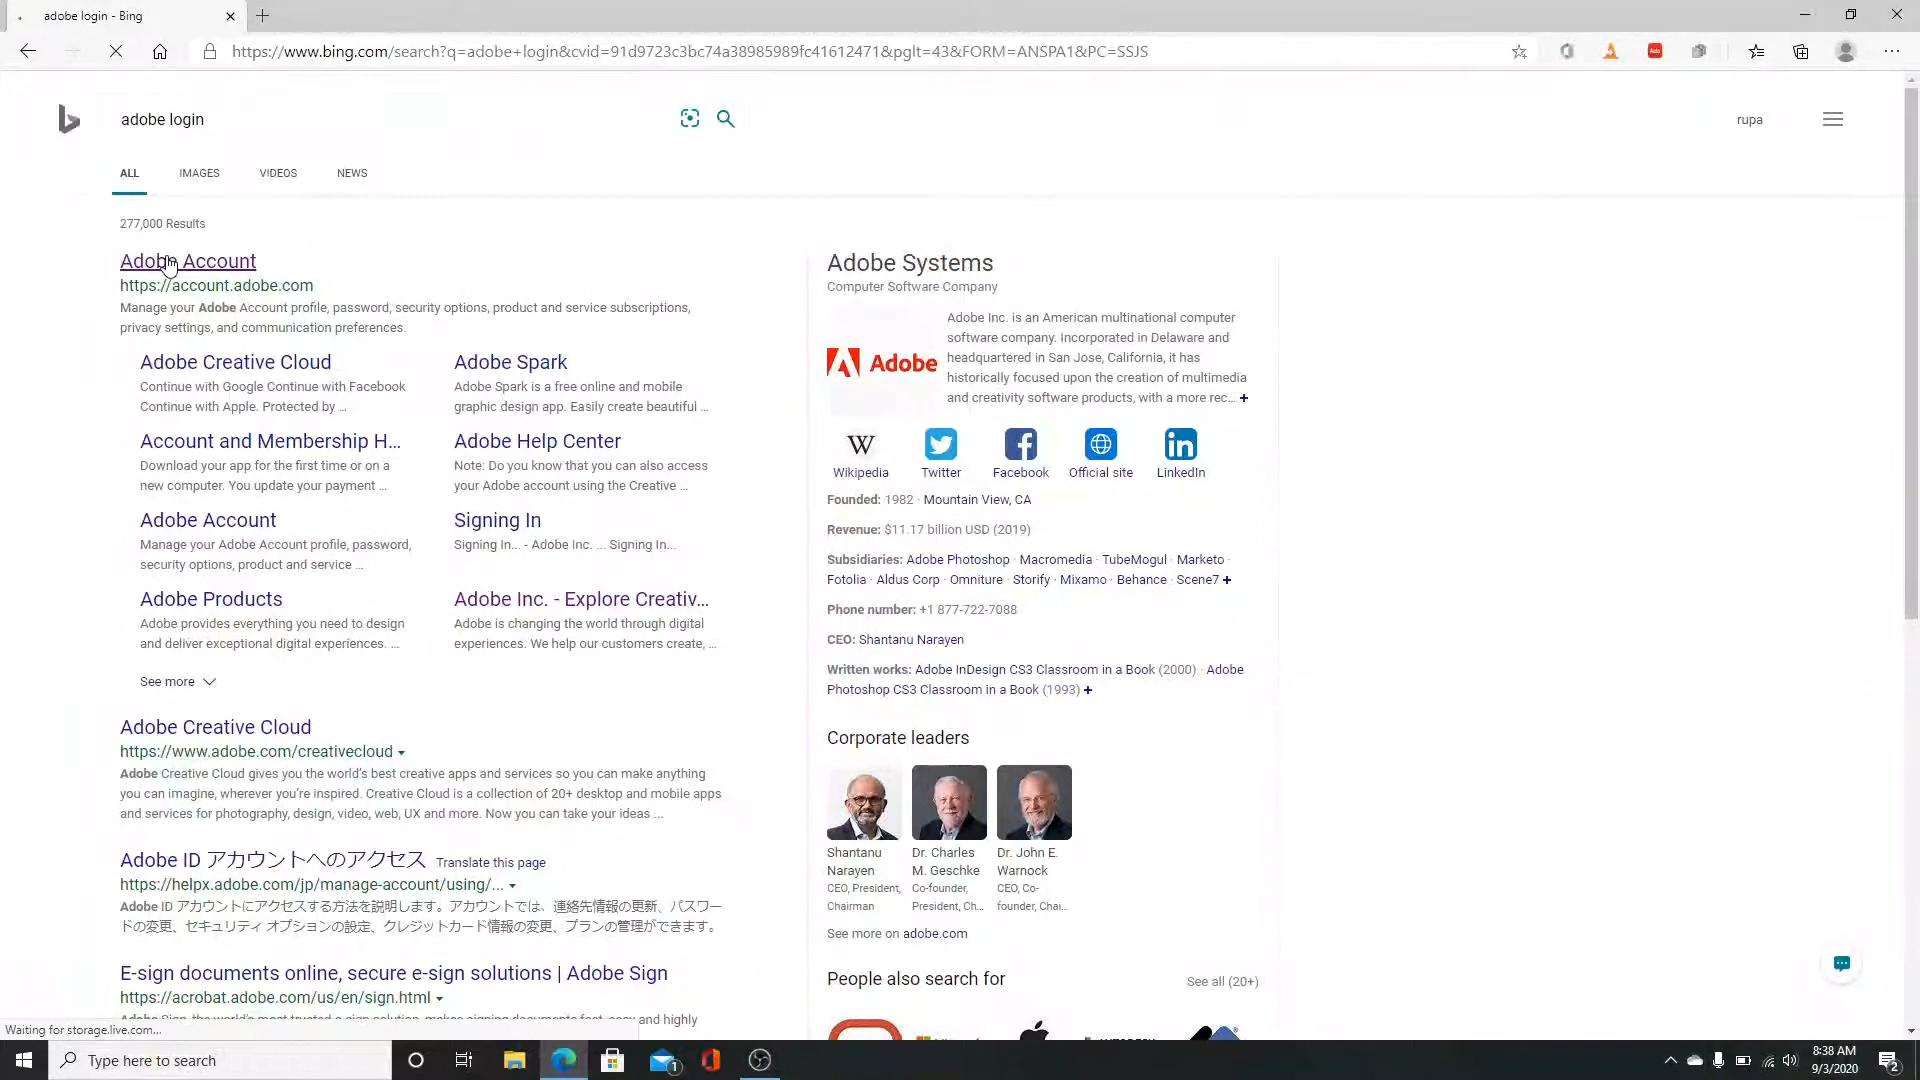 adobe login - Bing
https://www.bing.com/search?q=adobe+login&cvid=91d9723c3bc74a38985989fc41612471&pglt=43&FORM=ANSPA1&PC=SSJS
adobe login
rupa
ALL
IMAGES
VIDEOS
NEWS
277,000 Results
Adobe Account
https://account.adobe.com
Manage your Adobe Account profile, password, security options, product and service subscriptions,
privacy settings, and communication preferences.
Adobe Creative Cloud
Continue with Google Continue with Facebook
Continue with Apple. Protected by ...
Adobe Spark
Adobe Spark is a free online and mobile
graphic design app. Easily create beautiful ...
Account and Membership H...
Download your app for the first time or on a
new computer. You update your payment ...
Adobe Help Center
Note: Do you know that you can also access
your Adobe account using the Creative ...
Adobe Account
Manage your Adobe Account profile, password,
security options, product and service ...
Signing In
Signing In... - Adobe Inc. ... Signing In...
Adobe Products
Adobe provides everything you need to design
and deliver exceptional digital experiences. ...
Adobe Inc. - Explore Creativ...
Adobe is changing the world through digital
experiences. We help our customers create, ...
See more
Adobe Creative Cloud
https://www.adobe.com/creativecloud
Adobe Creative Cloud gives you the world's best creative apps and services so you can make anything
you can imagine, wherever you're inspired. Creative Cloud is a collection of 20+ desktop and mobile apps
and services for photography, design, video, web, UX and more. Now you can take your ideas ...
Adobe ID アカウントへのアクセス Translate this page
https://helpx.adobe.com/jp/manage-account/using/...
Adobe ID アカウントにアクセスする方法を説明します。アカウントでは、連絡先情報の更新、パスワー
ドの変更、セキュリティ オプションの設定、クレジットカード情報の変更、プランの管理ができます。
E-sign documents online, secure e-sign solutions | Adobe Sign
https://acrobat.adobe.com/us/en/sign.html
and highly
Adobe Systems
Computer Software Company
Adobe
Adobe Inc. is an American multinational computer
software company. Incorporated in Delaware and
headquartered in San Jose, California, it has
historically focused upon the creation of multimedia
and creativity software products, with a more rec... +
W
Wikipedia
Twitter
Facebook
Official site
LinkedIn
Founded: 1982 · Mountain View, CA
Revenue: $11.17 billion USD (2019)
Subsidiaries: Adobe Photoshop · Macromedia · TubeMogul · Marketo ·
Fotolia · Aldus Corp · Omniture · Storify · Mixamo · Behance · Scene7 +
Phone number: +1 877-722-7088
CEO: Shantanu Narayen
Written works: Adobe InDesign CS3 Classroom in a Book (2000) · Adobe
Photoshop CS3 Classroom in a Book (1993) +
Corporate leaders
Shantanu
Narayen
CEO, President,
Chairman
Dr. Charles
M. Geschke
Co-founder,
President, Ch...
Dr. John E.
Warnock
CEO, Co-
founder, Chai...
See more on adobe.com
People also search for
See all (20+)
Waiting for storage.live.com...
Type here to search
1
8:38 AM
9/3/2020
2